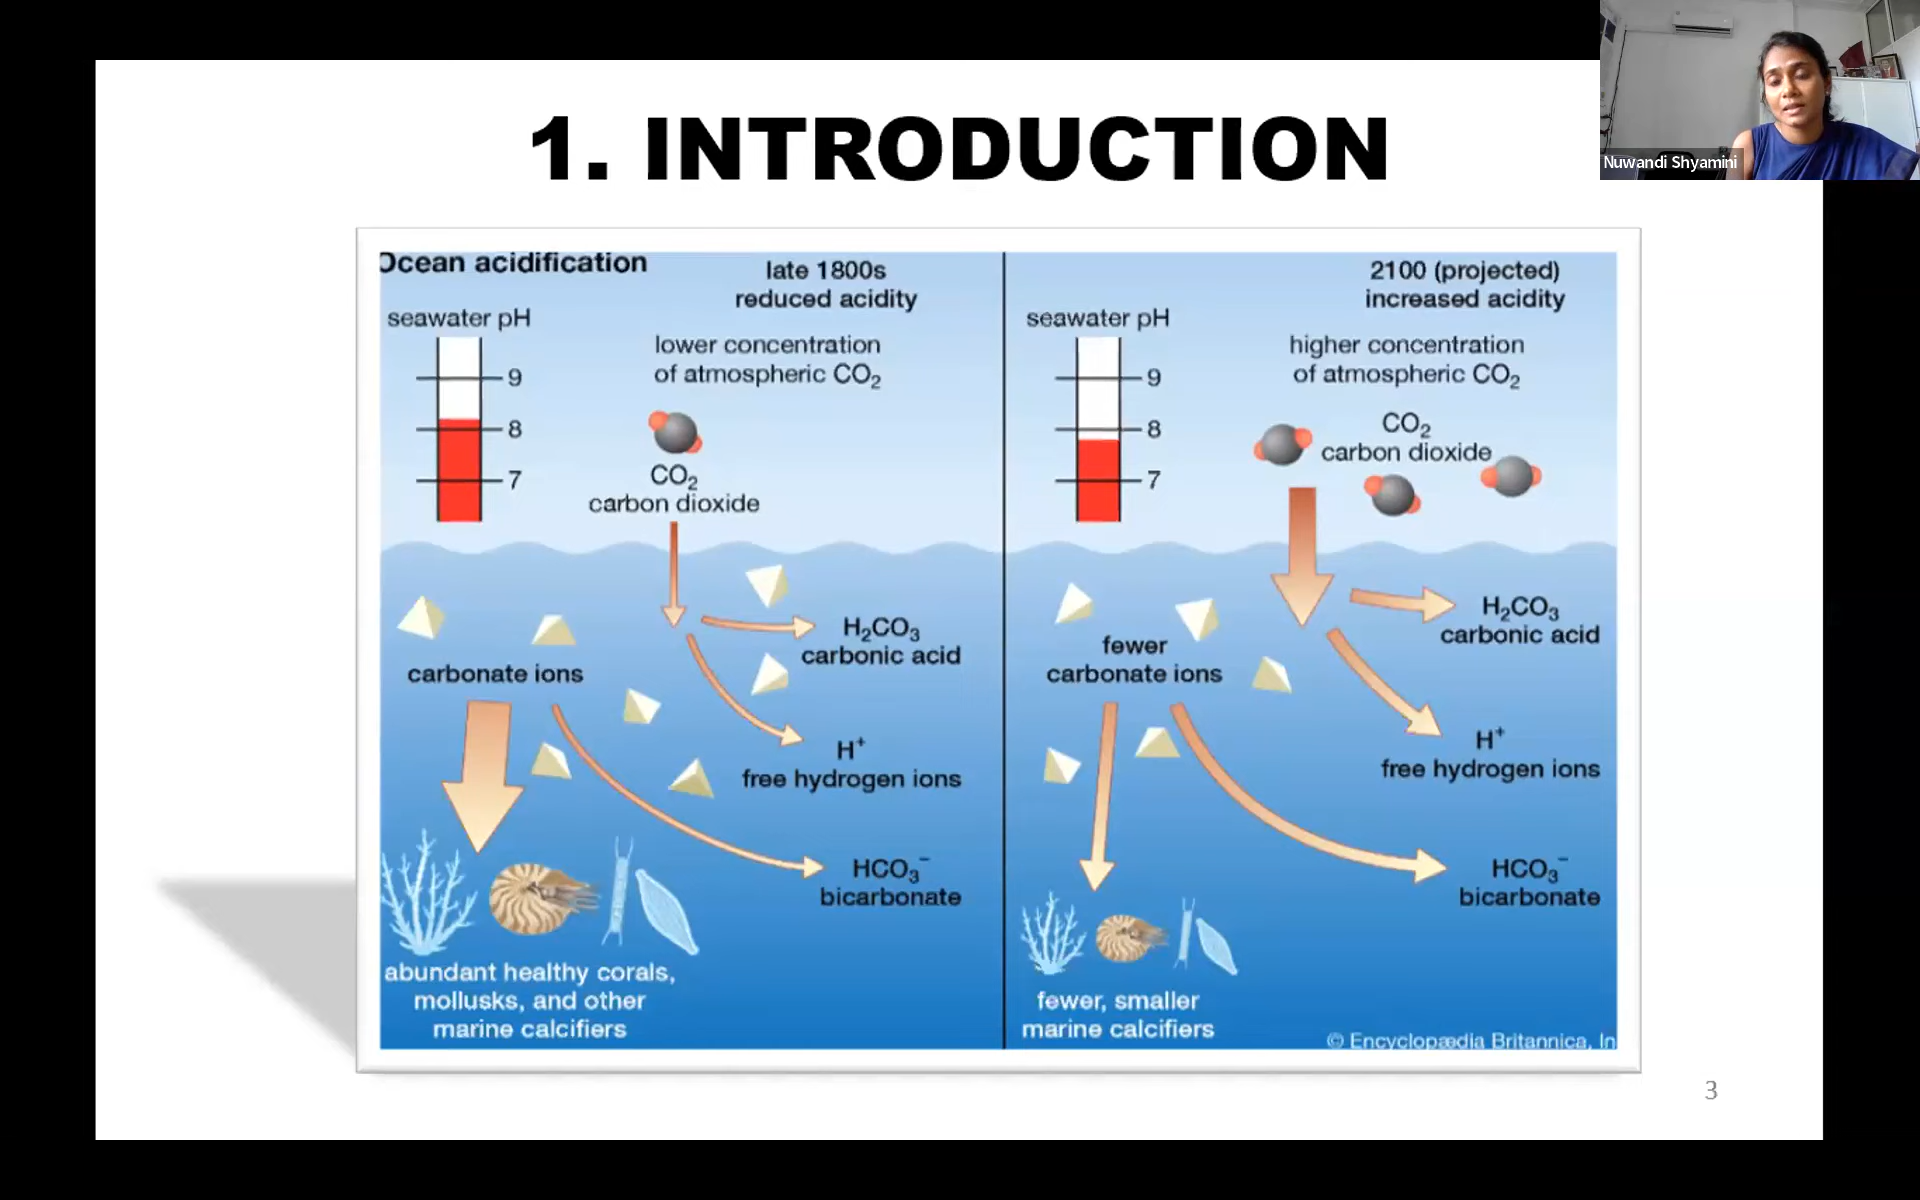 1. INTRODUCTION
Nuwandi Shyamini
Ocean acidification
late 1800s
reduced acidity
seawater pH
9
8
7
lower concentration
of atmospheric CO₂
CO₂
carbon dioxide
carbonate ions
H₂CO₃
carbonic acid
H⁺
free hydrogen ions
HCO₃⁻
bicarbonate
abundant healthy corals,
mollusks, and other
marine calcifiers
2100 (projected)
increased acidity
seawater pH
9
8
7
higher concentration
of atmospheric CO₂
CO₂
carbon dioxide
fewer
carbonate ions
H₂CO₃
carbonic acid
H⁺
free hydrogen ions
HCO₃⁻
bicarbonate
fewer, smaller
marine calcifiers
© Encyclopædia Britannica, In
3